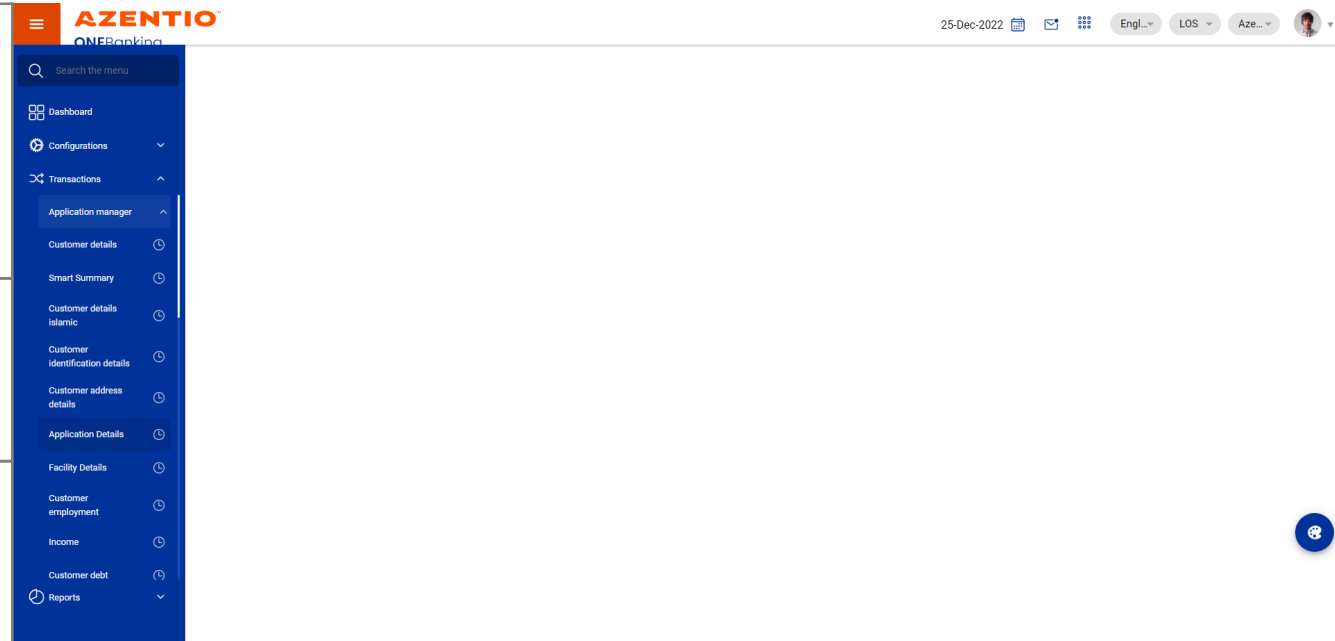 AZENTIO
ONEBanking
25-Dec-2022
Engl...
LOS
Aze...
Search the menu
Dashboard
Configurations
Transactions
Application manager
Customer details
Smart Summary
Customer details
islamic
Customer
identification details
Customer address
details
Application Details
Facility Details
Customer
employment
Income
Customer debt
Reports